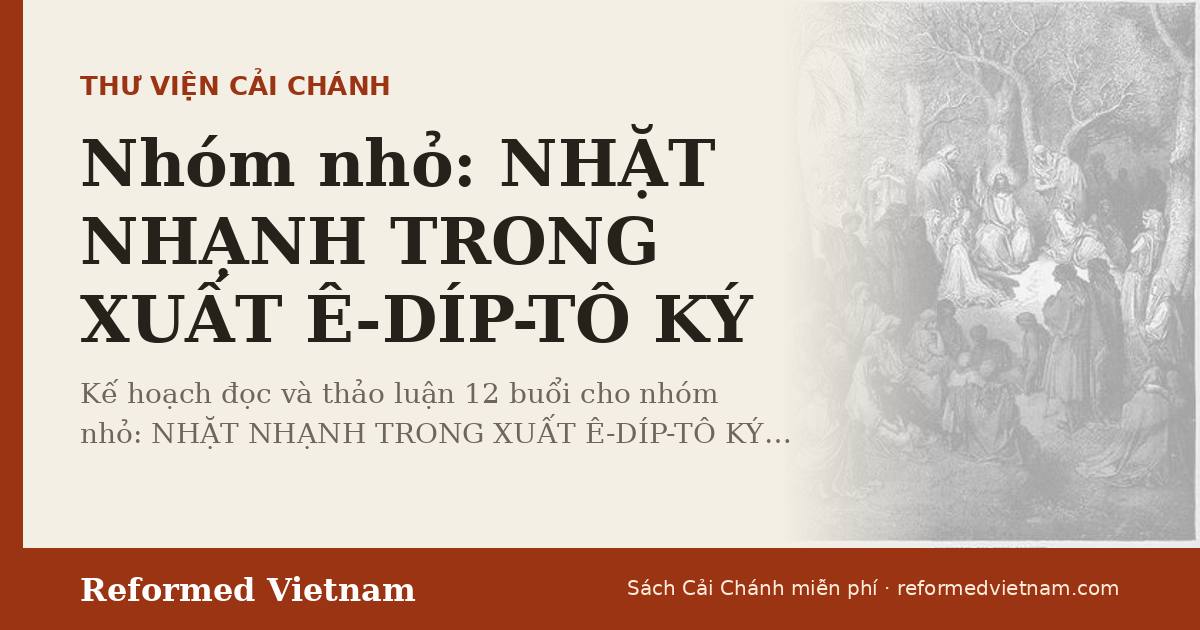 THƯ VIỆN CẢI CHÁNH
Nhóm nhỏ: NHẶT
NHẠNH TRONG
XUẤT Ê-DÍP-TÔ KÝ
Kế hoạch đọc và thảo luận 12 buổi cho nhóm
nhỏ: NHẶT NHẠNH TRONG XUẤT Ê-DÍP-TÔ KÝ...
Reformed Vietnam
Sách Cải Chánh miễn phí · reformedvietnam.com